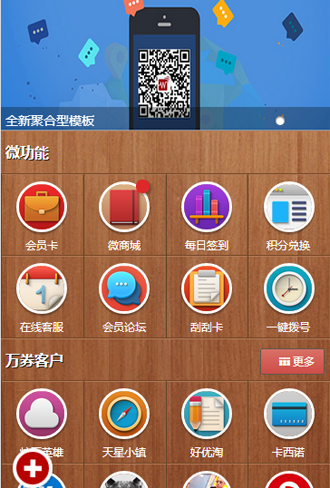 全新聚合型模板
微功能
会员卡 微商城 每日签到 积分兑换
在线客服 会员论坛 刮刮卡 一键拨号
万券客户 更多
英雄 天星小镇 好优淘 卡西诺